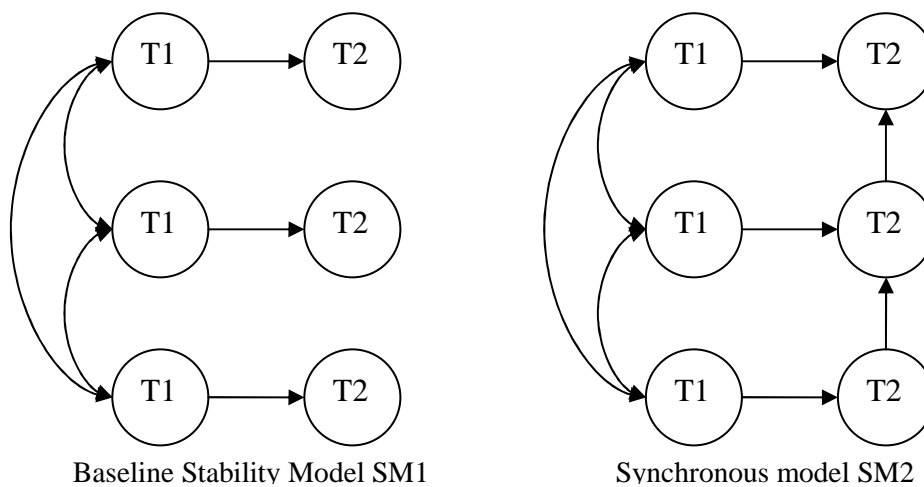 T1 T2 T1 T2
T1 T2 T1 T2
T1 T2 T1 T2
Baseline Stability Model SM1 Synchronous model SM2